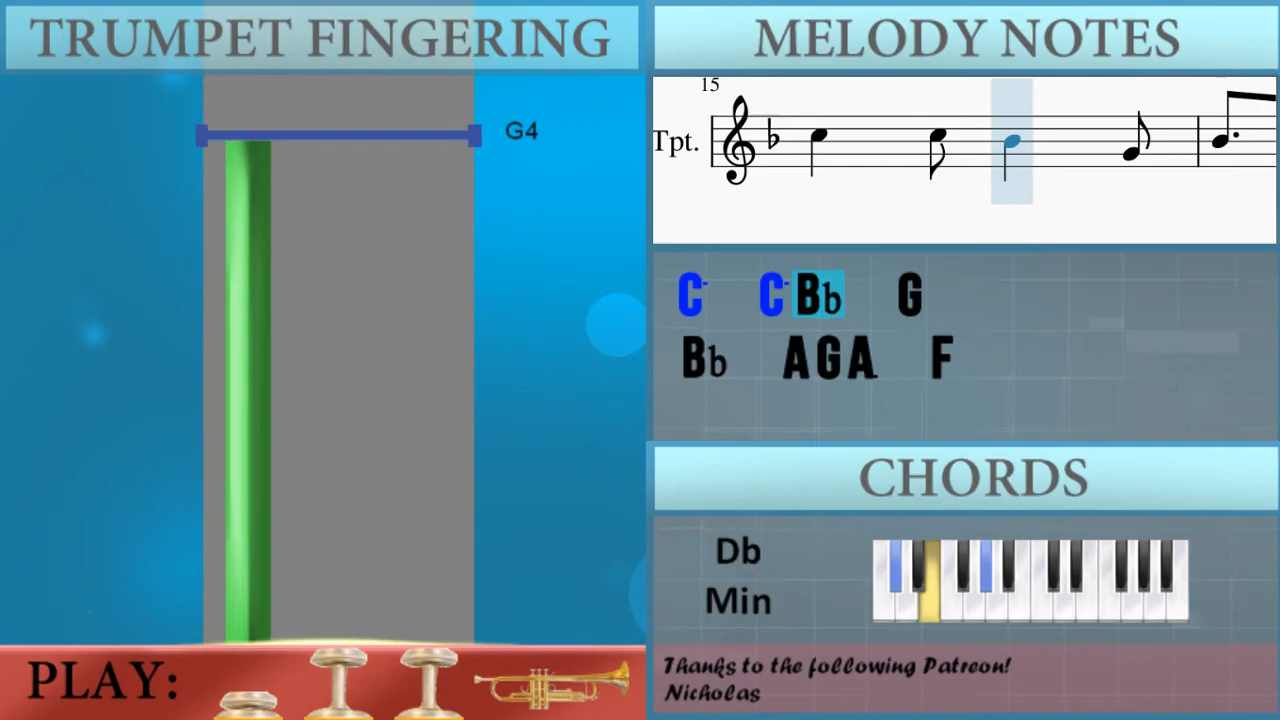 TRUMPET FINGERING
MELODY NOTES
G4
15
Tpt.
C- C-Bb G
Bb AGA F
CHORDS
Db
Min
PLAY:
Thanks to the following Patreon!
Nicholas